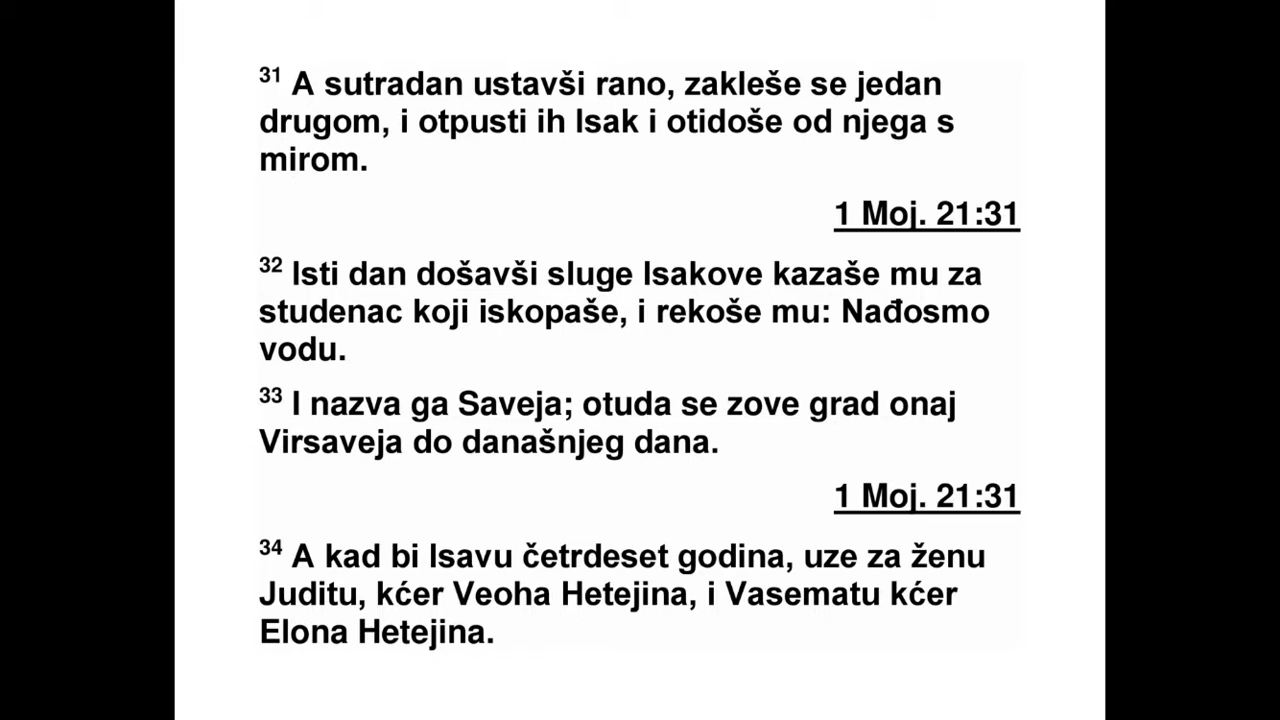 31 A sutradan ustavši rano, zakleše se jedan
drugom, i otpusti ih Isak i otidoše od njega s
mirom.
1 Moj. 21:31
32 Isti dan došavši sluge Isakove kazaše mu za
studenac koji iskopaše, i rekoše mu: Nađosmo
vodu.
33 I nazva ga Saveja; otuda se zove grad onaj
Virsaveja do današnjeg dana.
1 Moj. 21:31
34 A kad bi Isavu četrdeset godina, uze za ženu
Juditu, kćer Veoha Hetejina, i Vasematu kćer
Elona Hetejina.